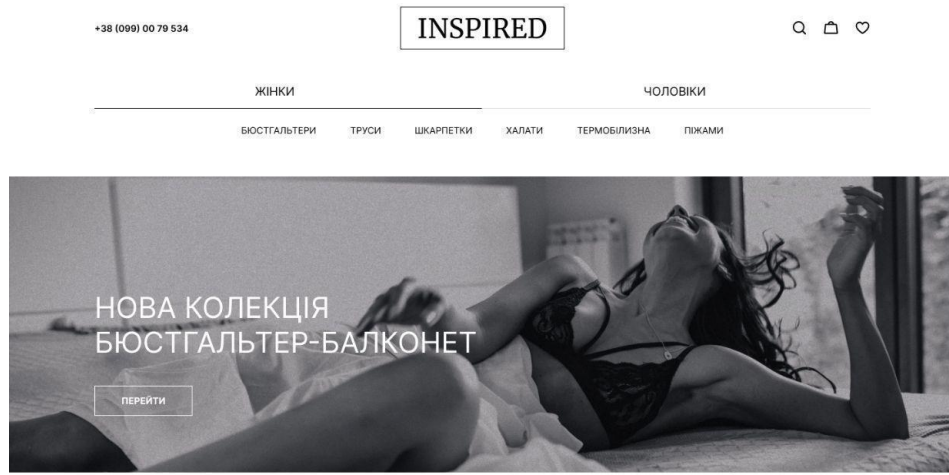 +38 (099) 00 79 534
INSPIRED
ЖІНКИ
ЧОЛОВІКИ
БЮСТГАЛЬТЕРИ ТРУСИ ШКАРПЕТКИ ХАЛАТИ ТЕРМОБІЛИЗНА ПІЖАМИ
НОВА КОЛЕКЦІЯ
БЮСТГАЛЬТЕР-БАЛКОНЕТ
ПЕРЕЙТИ